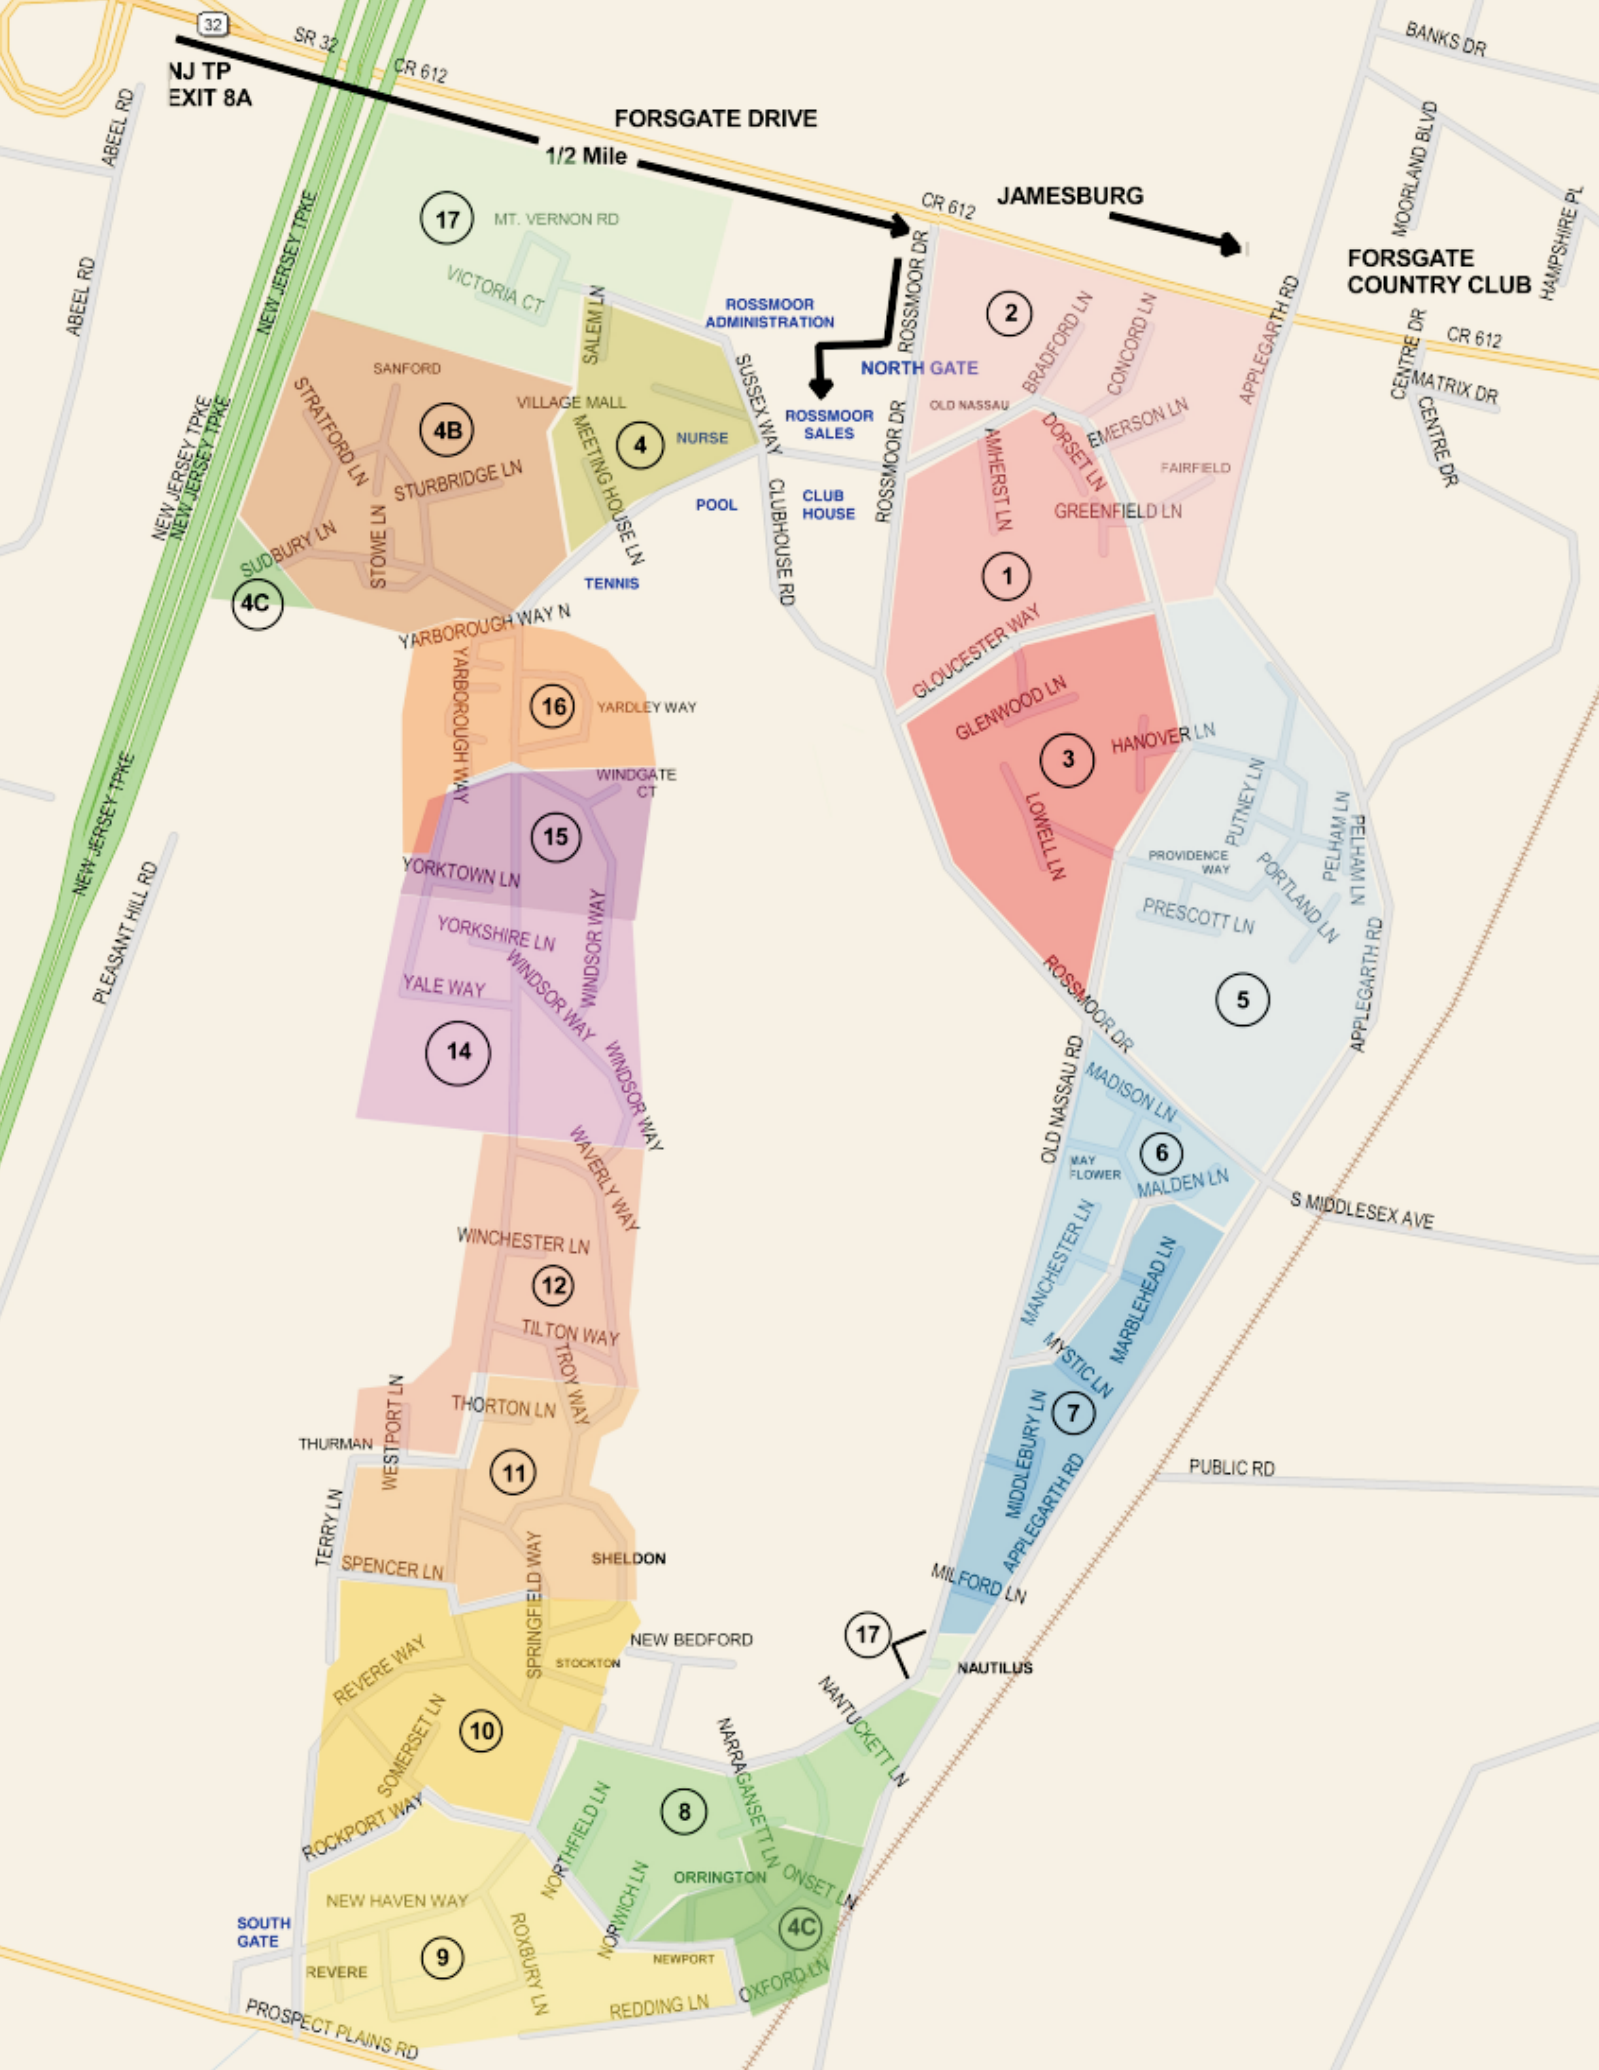 32
SR 32
BANKS DR
NJ TP
EXIT 8A
CR 612
ABEEL RD
FORSGATE DRIVE
1/2 Mile
MOORLAND BLVD
HAMPSHIRE PL
CR 612
JAMESBURG
17
MT. VERNON RD
NEW JERSEY TPKE
VICTORIA CT
ROSSMOOR DR
FORSGATE
COUNTRY CLUB
ABEEL RD
SALEM LN
ROSSMOOR
ADMINISTRATION
2
BRADFORD LN
CONCORD LN
APPLEGARTH RD
CENTRE DR
CR 612
SANFORD
STRATFORD LN
VILLAGE MALL
SUSSEX WAY
NORTH GATE
OLD NASSAU
MATRIX DR
CENTRE DR
4B
4
NURSE
MEETING HOUSE LN
ROSSMOOR
SALES
ROSSMOOR DR
AMHERST LN
DORSET LN
EMERSON LN
FAIRFIELD
NEW JERSEY TPKE
NEW JERSEY TPKE
STURBRIDGE LN
POOL
CLUB
HOUSE
GREENFIELD LN
SUDBURY LN
STOWE LN
CLUBHOUSE RD
4C
TENNIS
1
YARBOROUGH WAY N
GLOUCESTER WAY
YARBOROUGH WAY
16
YARDLEY WAY
GLENWOOD LN
HANOVER LN
3
NEW JERSEY TPKE
WINDGATE
CT
LOWELL LN
PUTNEY LN
PELHAM LN
PELHAM LN
15
PROVIDENCE
WAY
PORTLAND LN
YORKTOWN LN
PLEASANT HILL RD
PRESCOTT LN
YORKSHIRE LN
WINDSOR WAY
WINDSOR WAY
YALE WAY
ROSSMOOR DR
5
APPLEGARTH RD
14
WINDSOR WAY
OLD NASSAU RD
MADISON LN
6
MAY
FLOWER
MALDEN LN
WAVERLY WAY
S MIDDLESEX AVE
WINCHESTER LN
12
MANCHESTER LN
MARBLEHEAD LN
TILTON WAY
TROY WAY
MYSTIC LN
WESTPORT LN
THORTON LN
7
THURMAN
11
MIDDLEBURY LN
APPLEGARTH RD
PUBLIC RD
TERRY LN
SPENCER LN
SPRINGFIELD WAY
SHELDON
MILFORD LN
17
NEW BEDFORD
STOCKTON
NAUTILUS
REVERE WAY
SOMERSET LN
10
NANTUCKETT LN
NARRAGANSETT LN
ROCKPORT WAY
NORTHFIELD LN
8
NORWICH LN
ORRINGTON
ONSET LN
NEW HAVEN WAY
SOUTH
GATE
4C
ROXBURY LN
9
REVERE
NEWPORT
OXFORD LN
REDDING LN
PROSPECT PLAINS RD